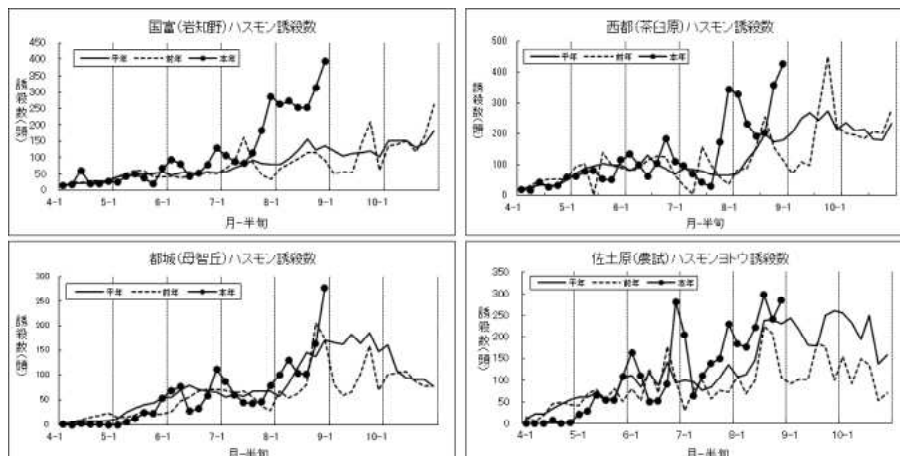 国富(岩知野)ハスモン誘殺数
平年 前年 本年
誘殺数(頭)
450
400
350
300
250
200
150
100
50
0
4-1 5-1 6-1 7-1 8-1 9-1 10-1
月-半旬
西都(茶臼原)ハスモン誘殺数
平年 前年 本年
誘殺数(頭)
500
400
300
200
100
0
4-1 5-1 6-1 7-1 8-1 9-1 10-1
月-半旬
都城(母智丘)ハスモン誘殺数
平年 前年 本年
誘殺数(頭)
300
250
200
150
100
50
0
4-1 5-1 6-1 7-1 8-1 9-1 10-1
月-半旬
佐土原(農試)ハスモンヨトウ誘殺数
平年 前年 本年
誘殺数(頭)
350
300
250
200
150
100
50
0
4-1 5-1 6-1 7-1 8-1 9-1 10-1
月-半旬